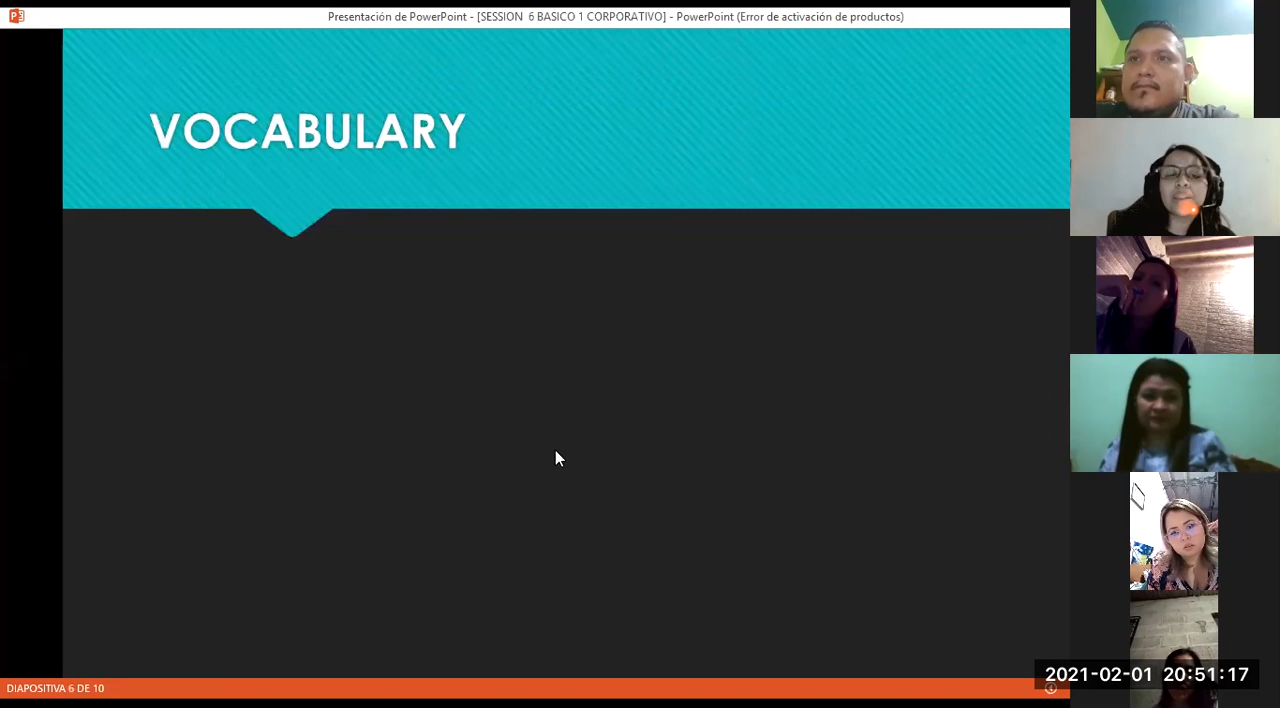 Presentación de PowerPoint - [SESSION 6 BASICO 1 CORPORATIVO] - PowerPoint (Error de activación de productos)
VOCABULARY
2021-02-01 20:51:17
DIAPOSITIVA 6 DE 10